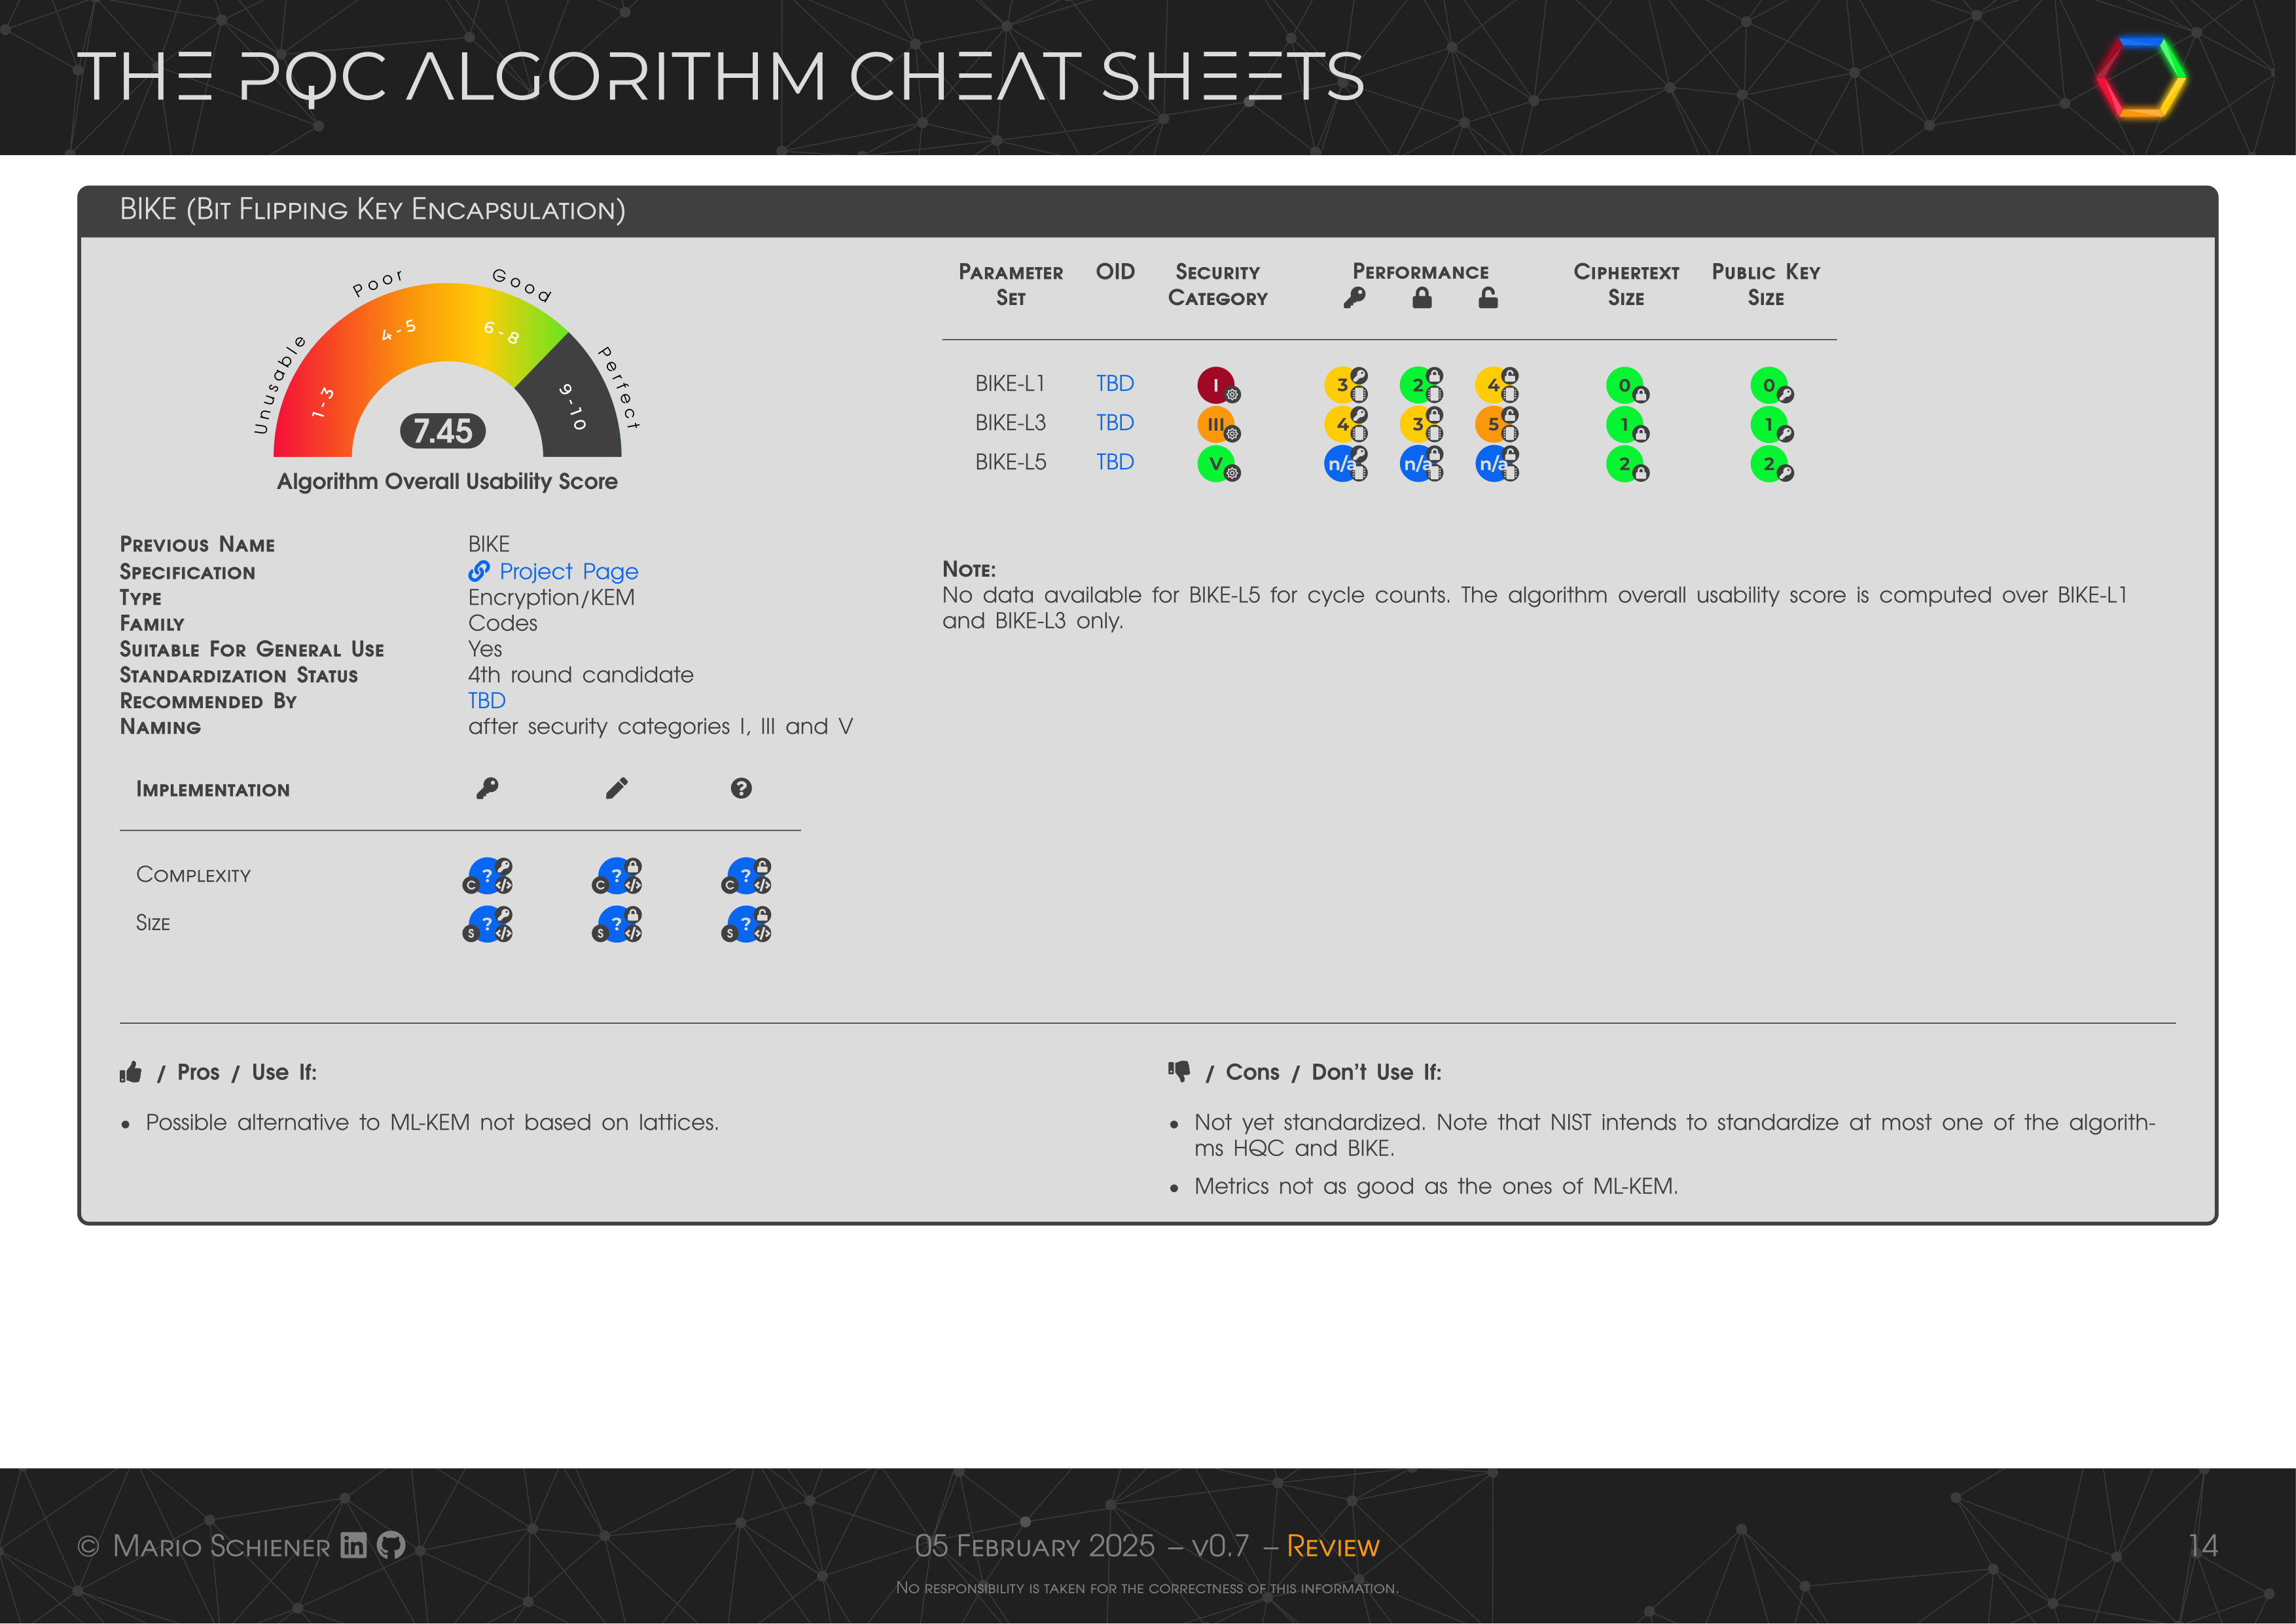 THE PQC ALGORITHM CHEAT SHEETS
BIKE (Bit Flipping Key Encapsulation)
Unusable
Poor
Good
Perfect
1-3
4-5
6-8
9-10
7.45
Algorithm Overall Usability Score
Previous Name BIKE
Specification Project Page
Type Encryption/KEM
Family Codes
Suitable For General Use Yes
Standardization Status 4th round candidate
Recommended By TBD
Naming after security categories I, III and V
Implementation ?
Complexity ? C ? C ? C
Size ? S ? S ? S
Parameter Set OID Security Category Performance Ciphertext Size Public Key Size
BIKE-L1 TBD I 3 2 4 0 0
BIKE-L3 TBD III 4 3 5 1 1
BIKE-L5 TBD V n/a n/a n/a 2 2
Note:
No data available for BIKE-L5 for cycle counts. The algorithm overall usability score is computed over BIKE-L1
and BIKE-L3 only.
/ Pros / Use If:
• Possible alternative to ML-KEM not based on lattices.
/ Cons / Don't Use If:
• Not yet standardized. Note that NIST intends to standardize at most one of the algorith-
ms HQC and BIKE.
• Metrics not as good as the ones of ML-KEM.
© Mario Schiener in
05 February 2025 – v0.7 – Review
14
No responsibility is taken for the correctness of this information.